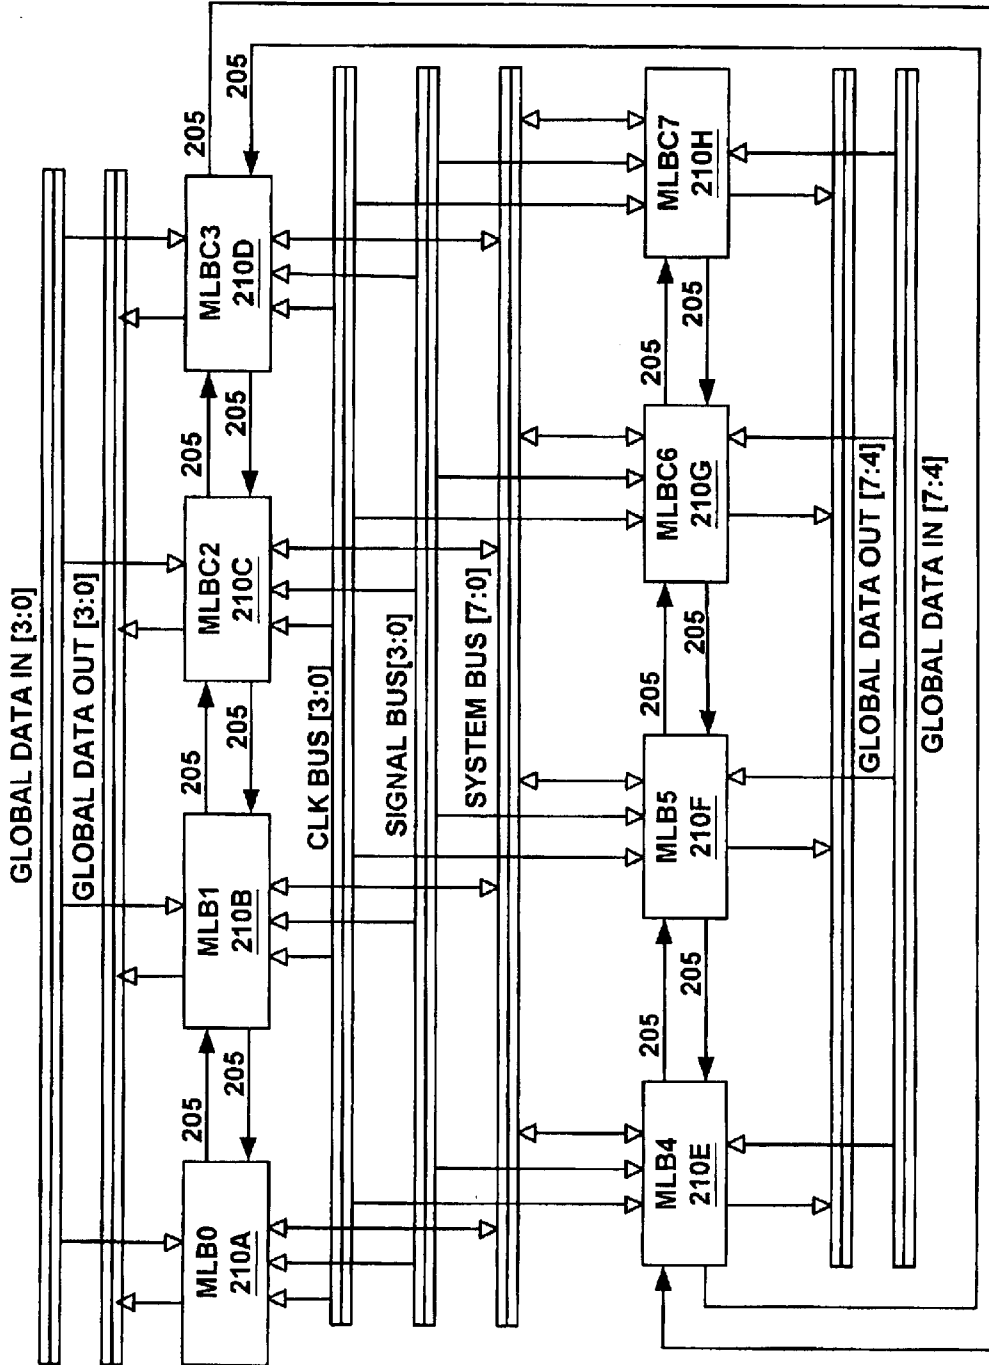 GLOBAL DATA IN [3:0]
GLOBAL DATA OUT [3:0]
MLB0
210A
205
205
MLB1
210B
205
205
MLBC2
210C
205
205
MLBC3
210D
205
205
CLK BUS [3:0]
SIGNAL BUS[3:0]
SYSTEM BUS [7:0]
MLB4
210E
205
205
MLB5
210F
205
205
MLBC6
210G
205
205
MLBC7
210H
GLOBAL DATA OUT [7:4]
GLOBAL DATA IN [7:4]